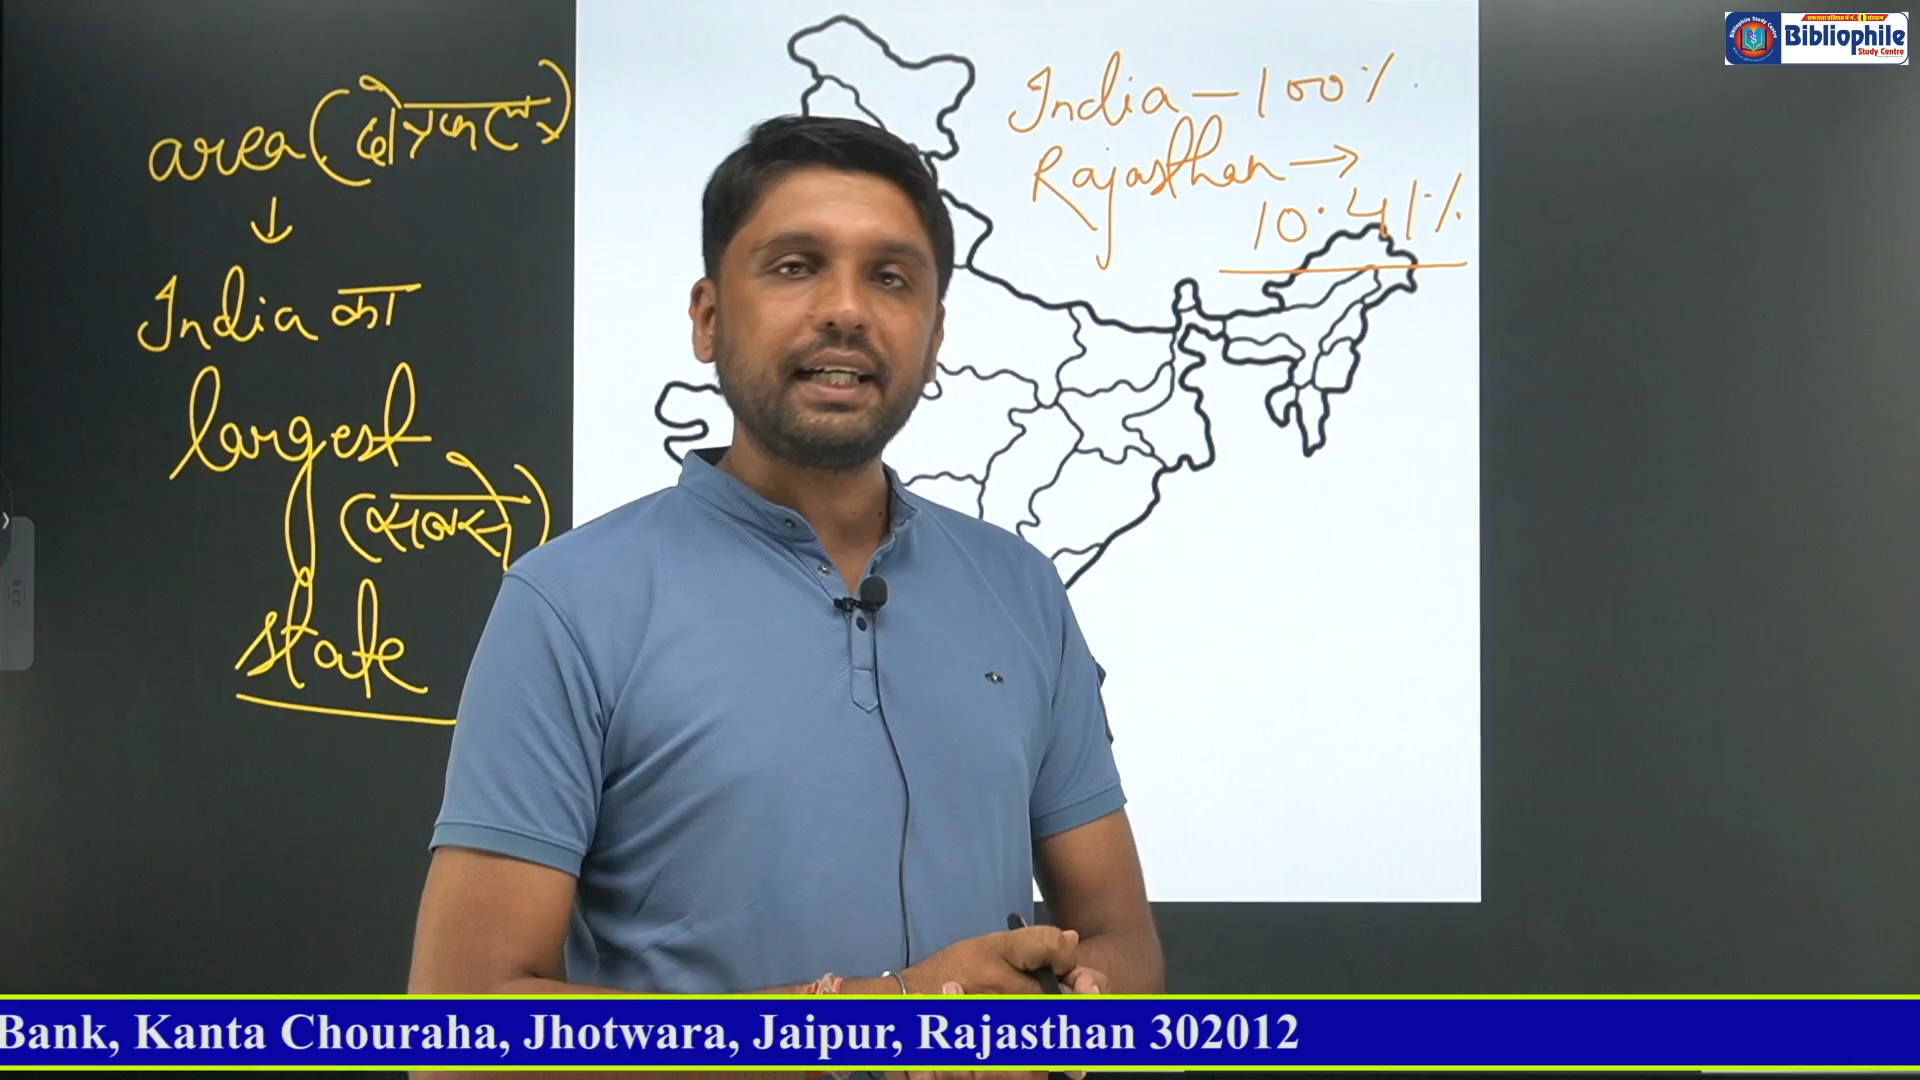 area (क्षेत्रफल)
↓
India का
largest
(सबसे)
state
India – 100%
Rajasthan →
10.41%
Bibliophile
Study Centre
Bank, Kanta Chouraha, Jhotwara, Jaipur, Rajasthan 302012